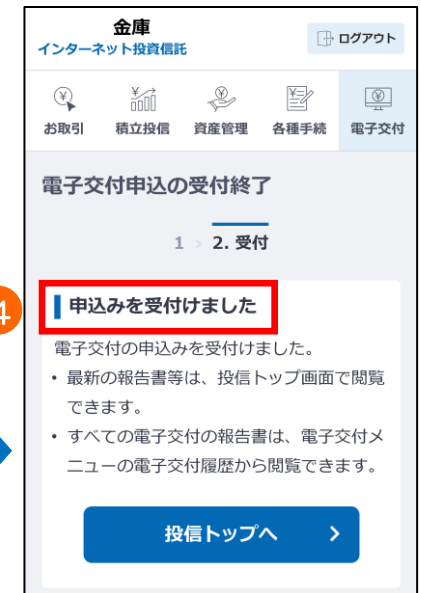 金庫
インターネット投資信託
ログアウト
お取引 積立投信 資産管理 各種手続 電子交付
電子交付申込の受付終了
1 > 2. 受付
4
申込みを受付けました
電子交付の申込みを受付けました。
• 最新の報告書等は、投信トップ画面で閲覧
できます。
• すべての電子交付の報告書は、電子交付メ
ニューの電子交付履歴から閲覧できます。
投信トップへ >